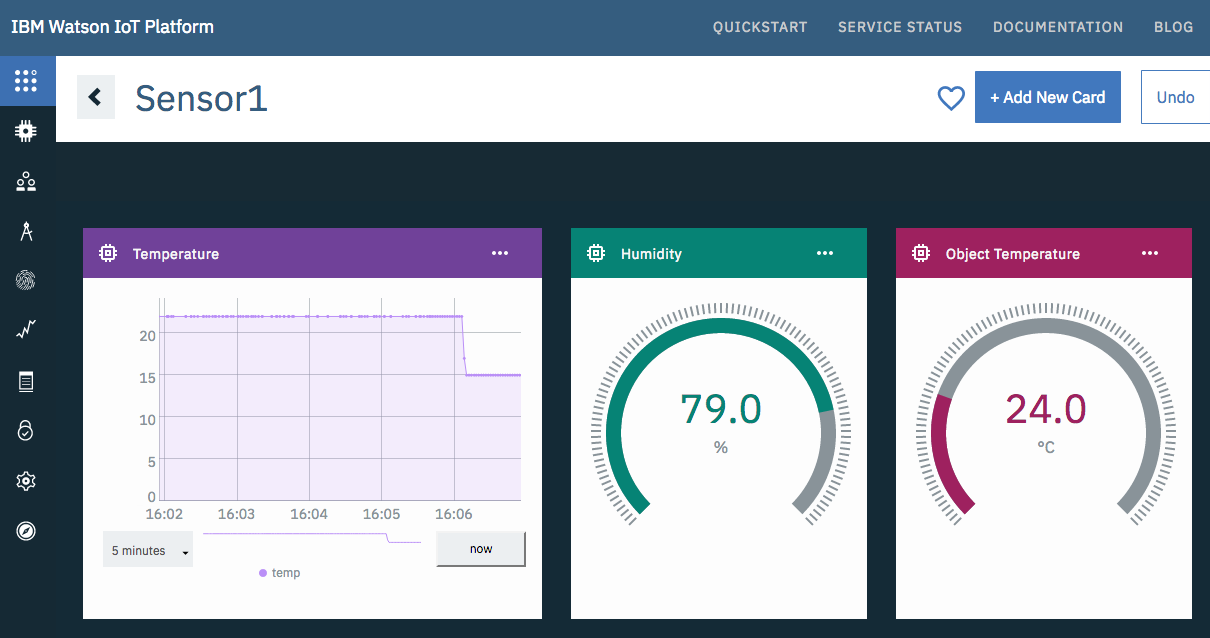 IBM Watson IoT Platform
QUICKSTART SERVICE STATUS DOCUMENTATION BLOG
Sensor1
+ Add New Card
Undo
Temperature
20
15
10
5
0
16:02 16:03 16:04 16:05 16:06
5 minutes
now
temp
Humidity
79.0
%
Object Temperature
24.0
°C